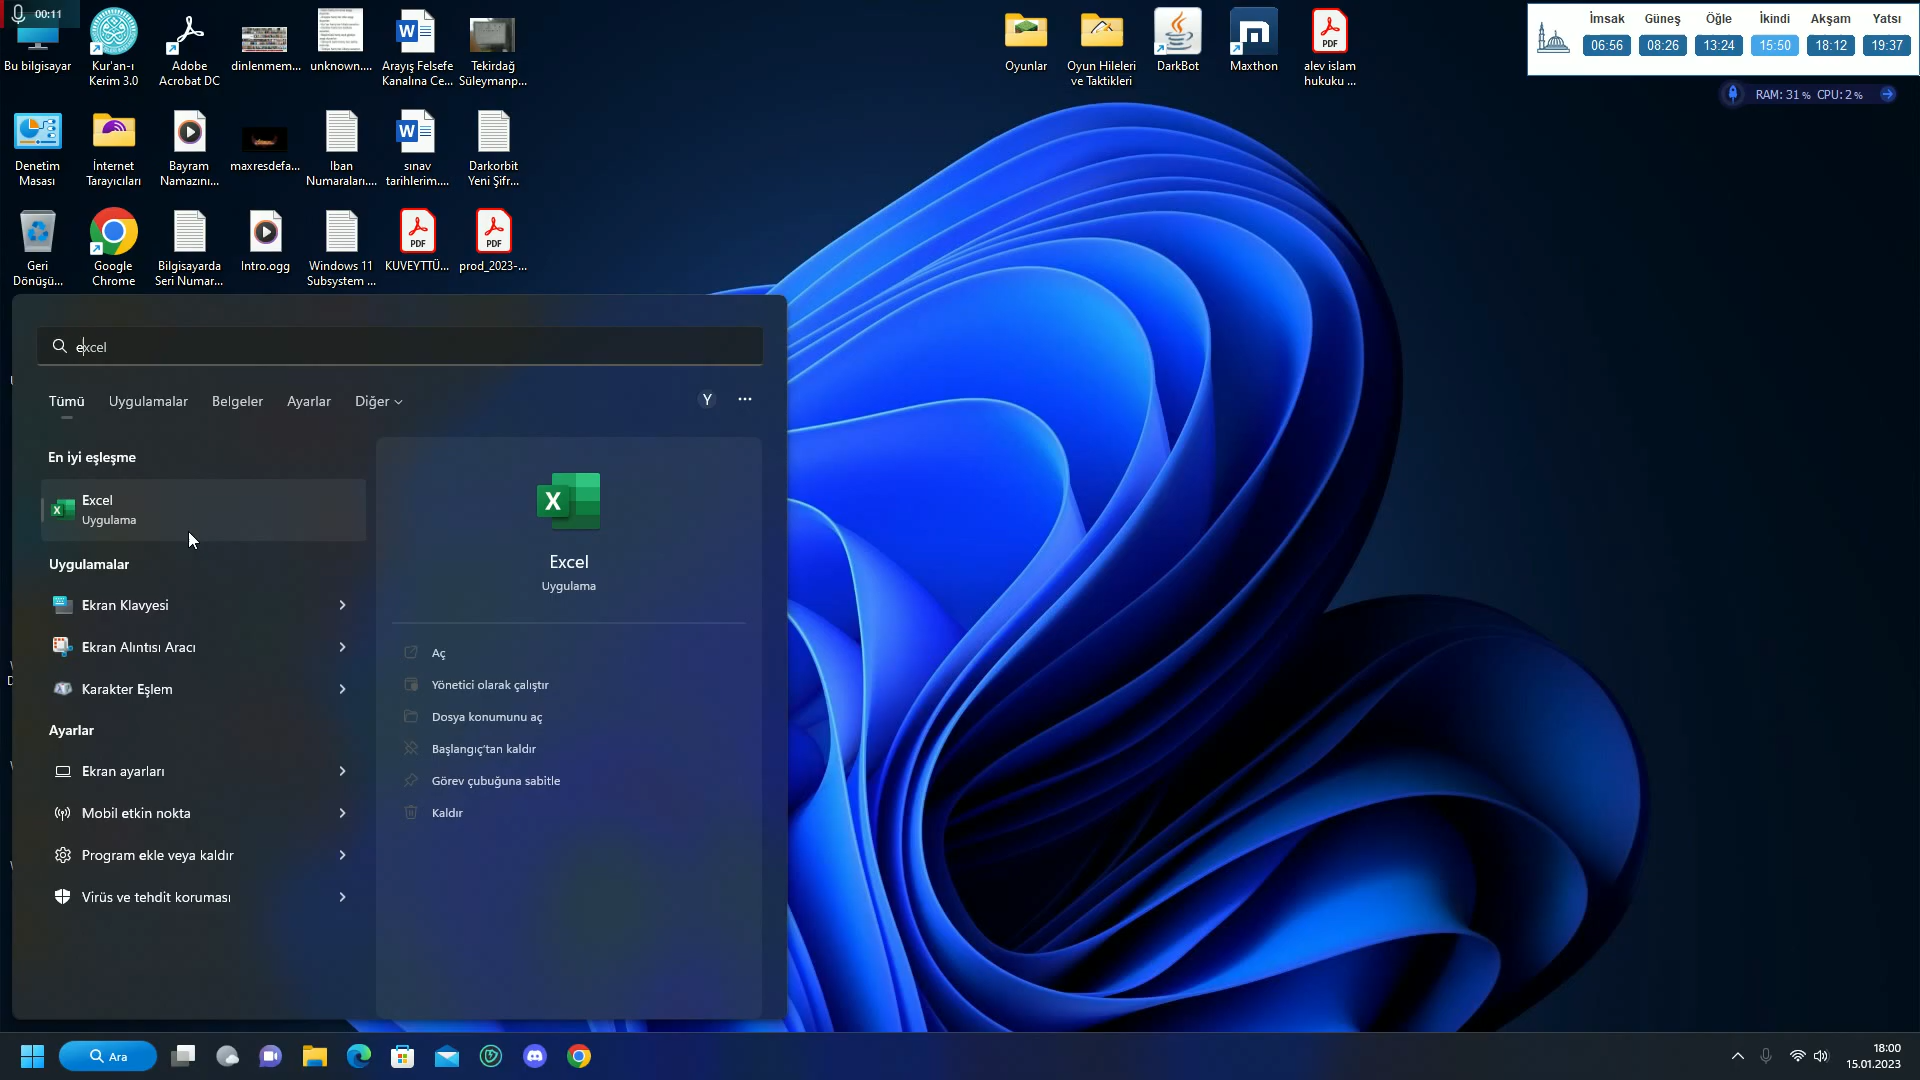 00:11
Bu bilgisayar
Kur'an-ı
Kerim 3.0
Adobe
Acrobat DC
dinlenmem...
unknown....
Arayış Felsefe
Kanalına Ce...
Tekirdağ
Süleymanp...
Oyunlar
Oyun Hileleri
ve Taktikleri
DarkBot
Maxthon
PDF
alev islam
hukuku ...
İmsak Güneş Öğle İkindi Akşam Yatsı
06:56 08:26 13:24 15:50 18:12 19:37
RAM: 31 % CPU: 2 %
Denetim
Masası
İnternet
Tarayıcıları
Bayram
Namazını...
maxresdefa...
Iban
Numaraları....
sınav
tarihlerim....
Darkorbit
Yeni Şifr...
Geri
Dönüşü...
Google
Chrome
Bilgisayarda
Seri Numar...
Intro.ogg
Windows 11
Subsystem ...
PDF
KUVEYTTÜ...
PDF
prod_2023-...
excel
Tümü Uygulamalar Belgeler Ayarlar Diğer
Y
En iyi eşleşme
Excel
Uygulama
Uygulamalar
Ekran Klavyesi
Ekran Alıntısı Aracı
Karakter Eşlem
Ayarlar
Ekran ayarları
Mobil etkin nokta
Program ekle veya kaldır
Virüs ve tehdit koruması
Excel
Uygulama
Aç
Yönetici olarak çalıştır
Dosya konumunu aç
Başlangıç'tan kaldır
Görev çubuğuna sabitle
Kaldır
Ara
18:00
15.01.2023